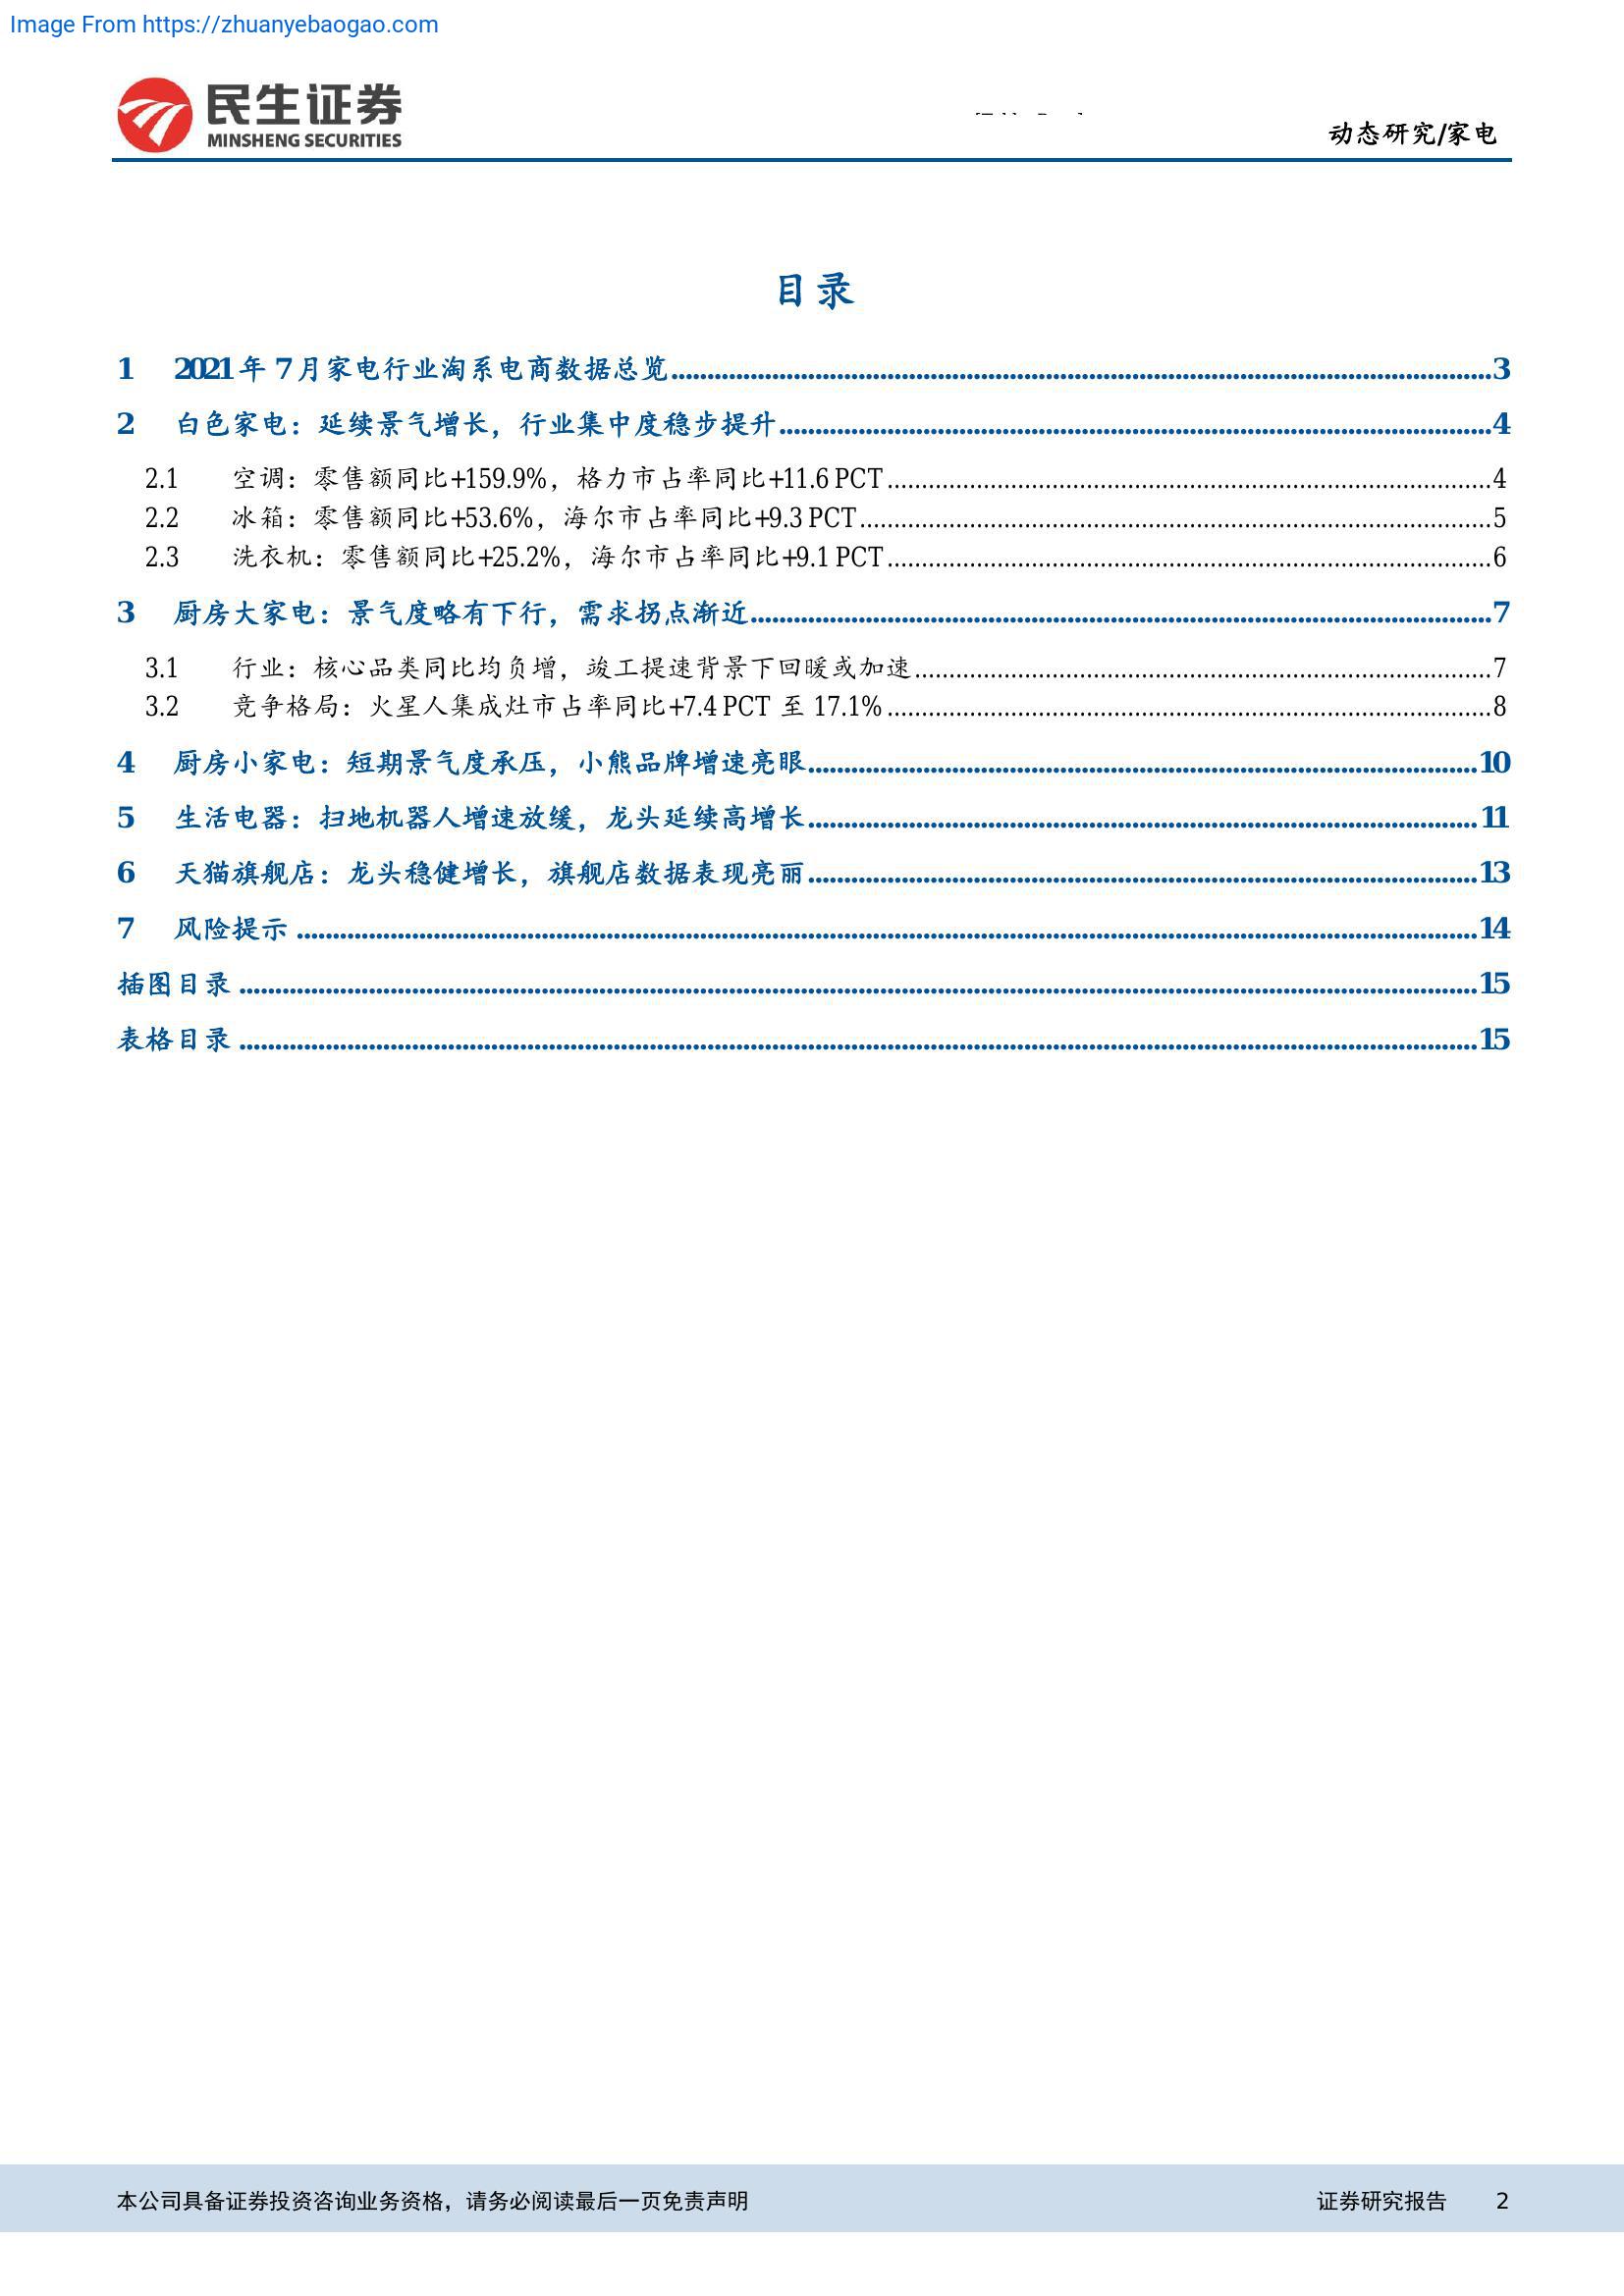 Image From https://zhuanyebaogao.com
民生证券
MINSHENG SECURITIES
动态研究/家电
目录
1 2021 年 7 月家电行业淘系电商数据总览 3
2 白色家电：延续景气增长，行业集中度稳步提升 4
2.1 空调：零售额同比+159.9%，格力市占率同比+11.6 PCT 4
2.2 冰箱：零售额同比+53.6%，海尔市占率同比+9.3 PCT 5
2.3 洗衣机：零售额同比+25.2%，海尔市占率同比+9.1 PCT 6
3 厨房大家电：景气度略有下行，需求拐点渐近 7
3.1 行业：核心品类同比均负增，竣工提速背景下回暖或加速 7
3.2 竞争格局：火星人集成灶市占率同比+7.4 PCT 至 17.1% 8
4 厨房小家电：短期景气度承压，小熊品牌增速亮眼 10
5 生活电器：扫地机器人增速放缓，龙头延续高增长 11
6 天猫旗舰店：龙头稳健增长，旗舰店数据表现亮丽 13
7 风险提示 14
插图目录 15
表格目录 15
本公司具备证券投资咨询业务资格，请务必阅读最后一页免责声明 证券研究报告 2